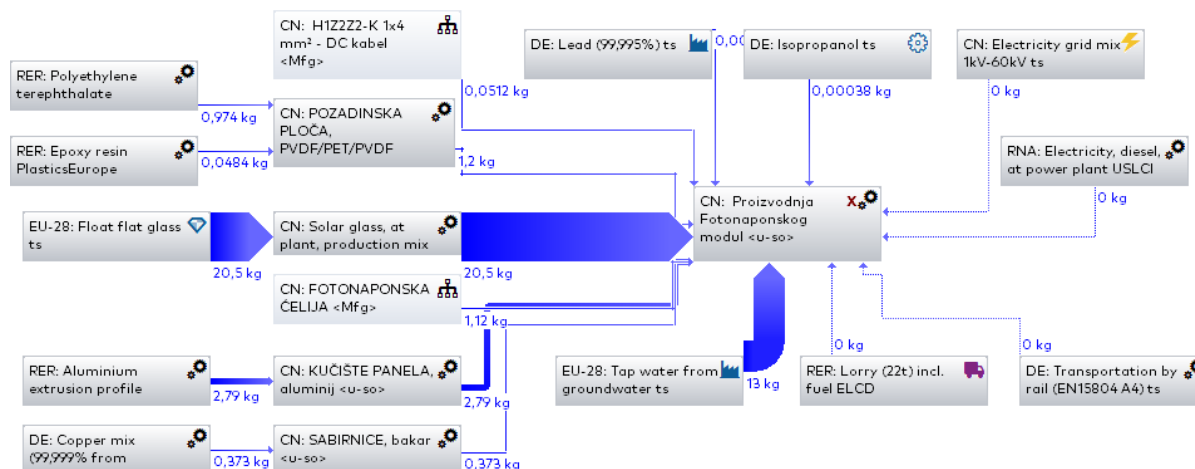 CN: H1Z2Z2-K 1x4
mm² - DC kabel
<Mfg>
DE: Lead (99,995%) ts
0,00
DE: Isopropanol ts
CN: Electricity grid mix
1kV-60kV ts
RER: Polyethylene
terephthalate
0,0512 kg
0,00038 kg
0 kg
0,974 kg
CN: POZADINSKA
PLOČA,
PVDF/PET/PVDF
RER: Epoxy resin
PlasticsEurope
0,0484 kg
1,2 kg
RNA: Electricity, diesel,
at power plant USLCI
0 kg
CN: Proizvodnja
Fotonaponskog
modul <u-so>
X
EU-28: Float flat glass
ts
CN: Solar glass, at
plant, production mix
20,5 kg
20,5 kg
CN: FOTONAPONSKA
ĆELIJA <Mfg>
1,12 kg
RER: Aluminium
extrusion profile
2,79 kg
CN: KUĆIŠTE PANELA,
aluminij <u-so>
2,79 kg
EU-28: Tap water from
groundwater ts
13 kg
0 kg
RER: Lorry (22t) incl.
fuel ELCD
0 kg
DE: Transportation by
rail (EN15804 A4) ts
DE: Copper mix
(99,999% from
0,373 kg
CN: SABIRNICE, bakar
<u-so>
0,373 kg